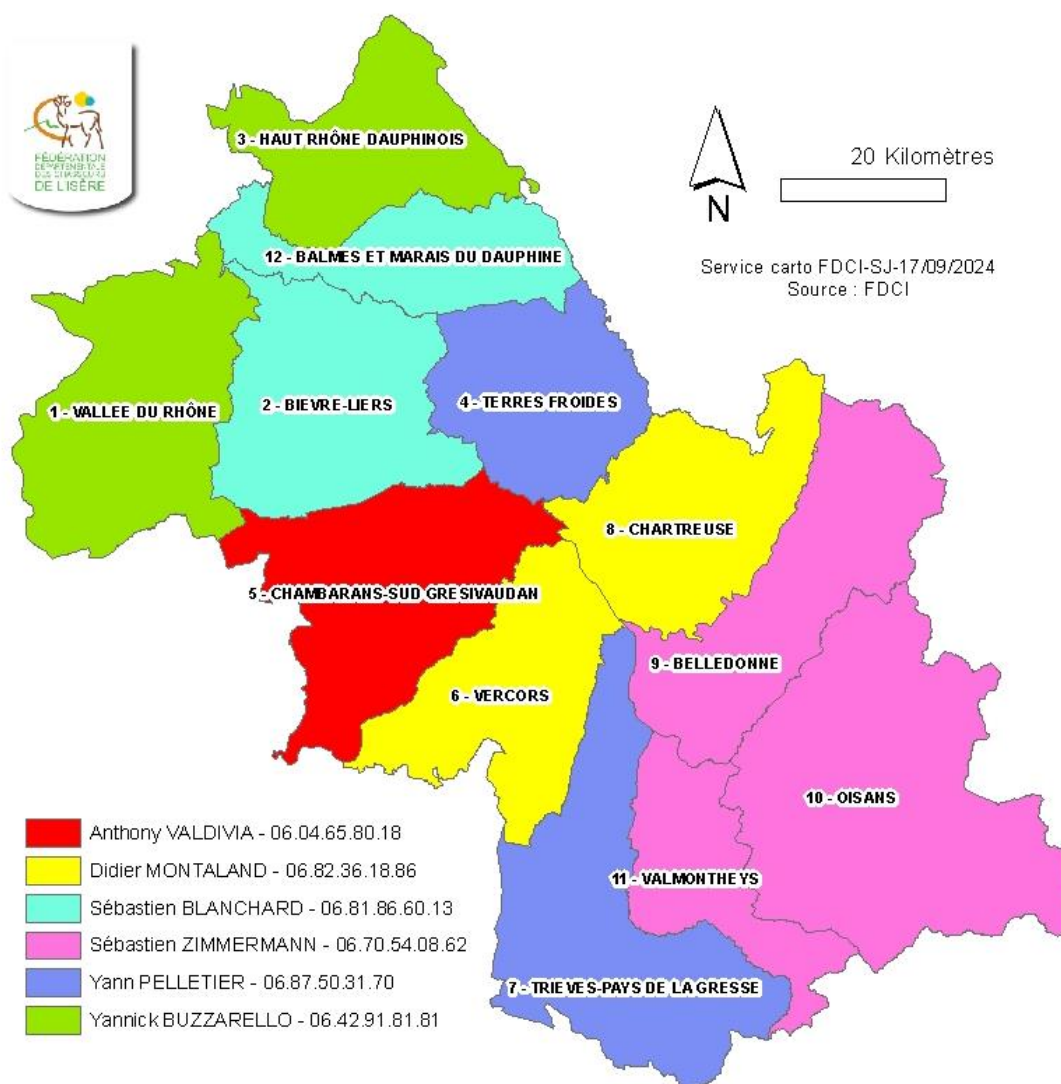 FÉDÉRATION
DÉPARTEMENTALE
DES CHASSEURS
DE L'ISÈRE
3 - HAUT RHÔNE DAUPHINOIS
20 Kilomètres
N
12 - BALMES ET MARAIS DU DAUPHINE
Service carto FDCI-SJ-17/09/2024
Source : FDCI
1 - VALLEE DU RHÔNE
2 - BIEVRE-LIERS
4 - TERRES FROIDES
8 - CHARTREUSE
5 - CHAMBARANS-SUD GRESIVAUDAN
9 - BELLEDONNE
6 - VERCORS
10 - OISANS
11 - VALMONTHEYS
7 - TRIEVES-PAYS DE LA GRESSE
Anthony VALDIVIA - 06.04.65.80.18
Didier MONTALAND - 06.82.36.18.86
Sébastien BLANCHARD - 06.81.86.60.13
Sébastien ZIMMERMANN - 06.70.54.08.62
Yann PELLETIER - 06.87.50.31.70
Yannick BUZZARELLO - 06.42.91.81.81